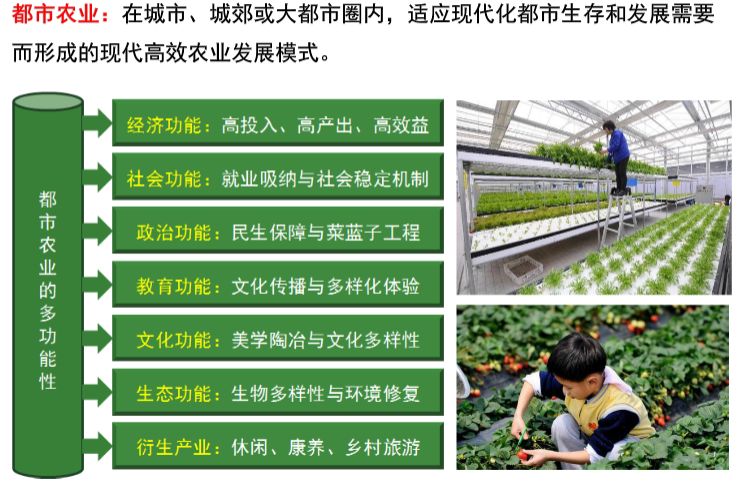 都市农业：在城市、城郊或大都市圈内，适应现代化都市生存和发展需要
而形成的现代高效农业发展模式。
都市农业的多功能性
经济功能：高投入、高产出、高效益
社会功能：就业吸纳与社会稳定机制
政治功能：民生保障与菜蓝子工程
教育功能：文化传播与多样化体验
文化功能：美学陶冶与文化多样性
生态功能：生物多样性与环境修复
衍生产业：休闲、康养、乡村旅游